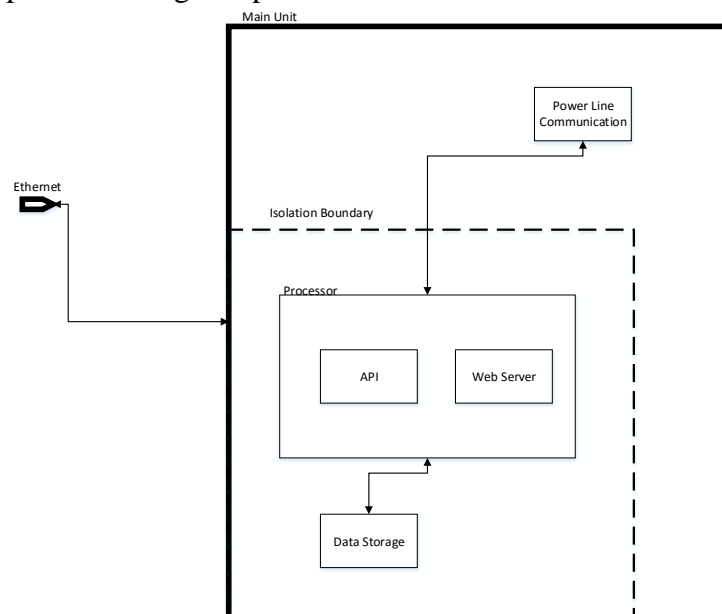 Main Unit
Power Line
Communication
Ethernet
Isolation Boundary
Processor
API
Web Server
Data Storage